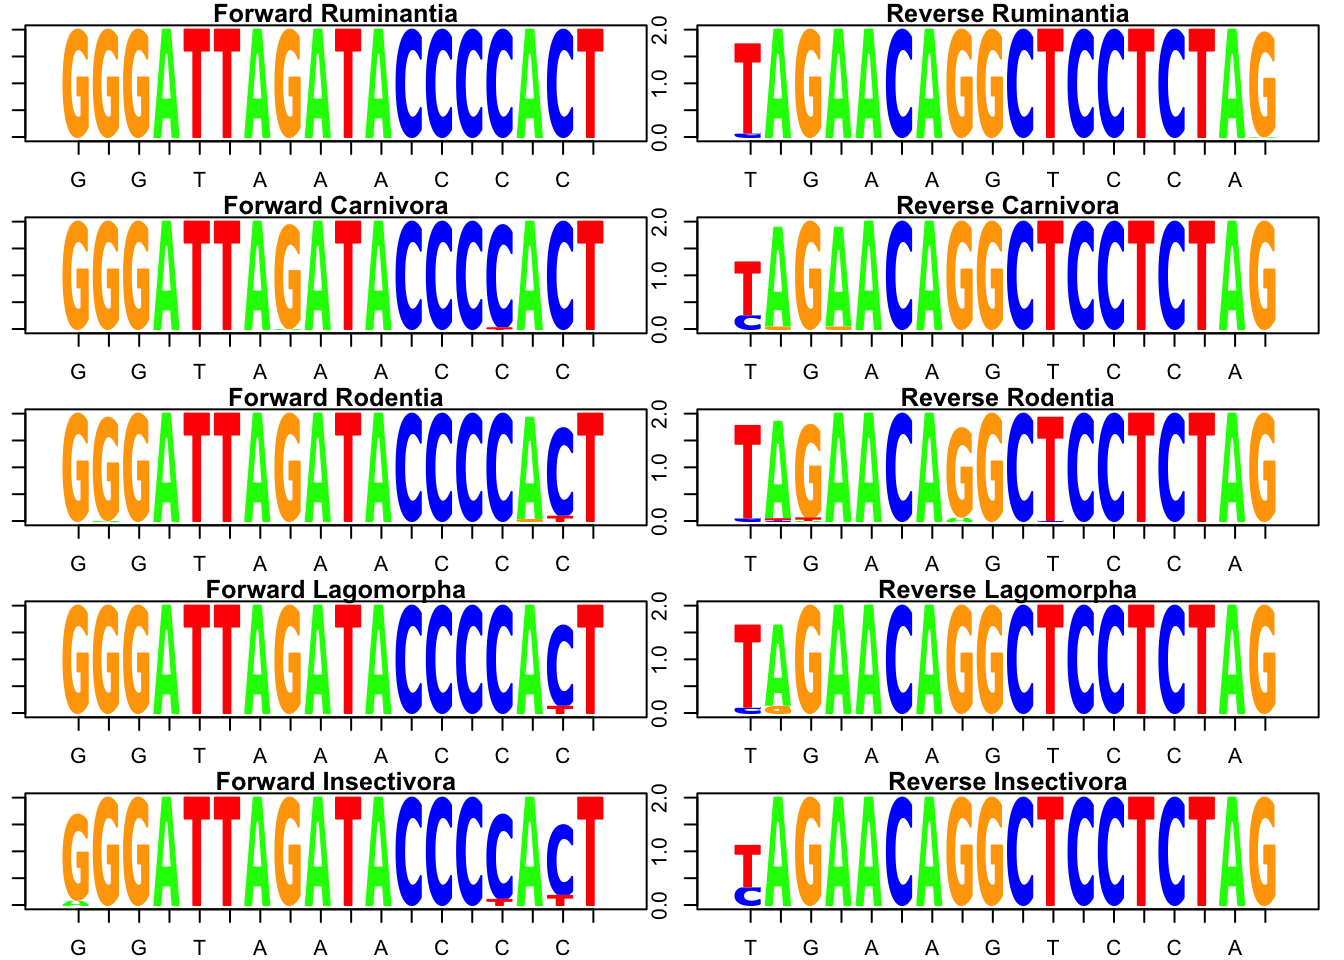 Forward Ruminantia Reverse Ruminantia
GGGATTAGATACCCCACT 0.0 1.0 2.0 TAGAACAGGCTCCTCTAG
C
G G T A A A C C C T G A A G T C C A
Forward Carnivora Reverse Carnivora
GGGATTAGATACCCCACT 0.0 1.0 2.0 TAGAACAGGCTCCTCTAG
C
G G T A A A C C C T G A A G T C C A
Forward Rodentia Reverse Rodentia
GGGATTAGATACCCCACT 0.0 1.0 2.0 TAGAACAGGCTCCTCTAG
T
G G T A A A C C C T G A A G T C C A
Forward Lagomorpha Reverse Lagomorpha
GGGATTAGATACCCCACT 0.0 1.0 2.0 TAGAACAGGCTCCTCTAG
T C G
G G T A A A C C C T G A A G T C C A
Forward Insectivora Reverse Insectivora
GGGATTAGATACCCCACT 0.0 1.0 2.0 TAGAACAGGCTCCTCTAG
A T T C
G G T A A A C C C T G A A G T C C A